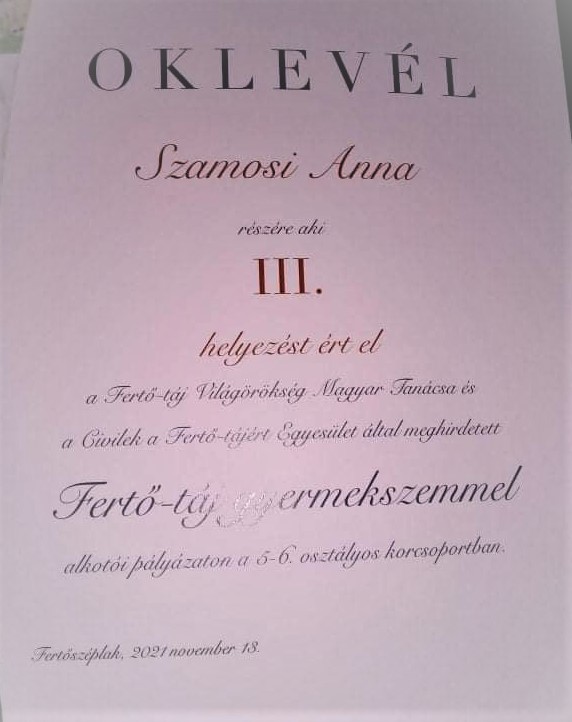 OKLEVÉL
Szamosi Anna
részére aki
III.
helyezést ért el
a Fertő-táj Világörökség Magyar Tanácsa és
a Civilek a Fertő-tájért Egyesület által meghirdetett
Fertő-táj gyermekszemmel
alkotói pályázaton a 5-6. osztályos korcsoportban.
Fertőszéplak, 2021 november 13.